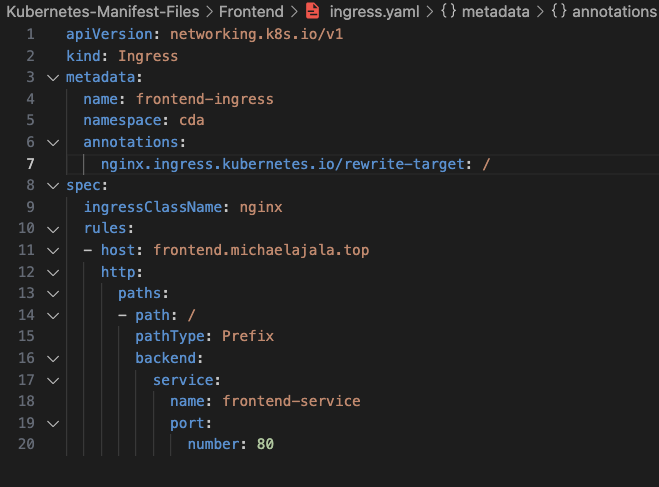 Kubernetes-Manifest-Files > Frontend > ingress.yaml > {} metadata > {} annotations
1 apiVersion: networking.k8s.io/v1
2 kind: Ingress
3 metadata:
4   name: frontend-ingress
5   namespace: cda
6   annotations:
7     nginx.ingress.kubernetes.io/rewrite-target: /
8 spec:
9   ingressClassName: nginx
10   rules:
11   - host: frontend.michaelajala.top
12     http:
13       paths:
14       - path: /
15         pathType: Prefix
16         backend:
17           service:
18             name: frontend-service
19             port:
20               number: 80